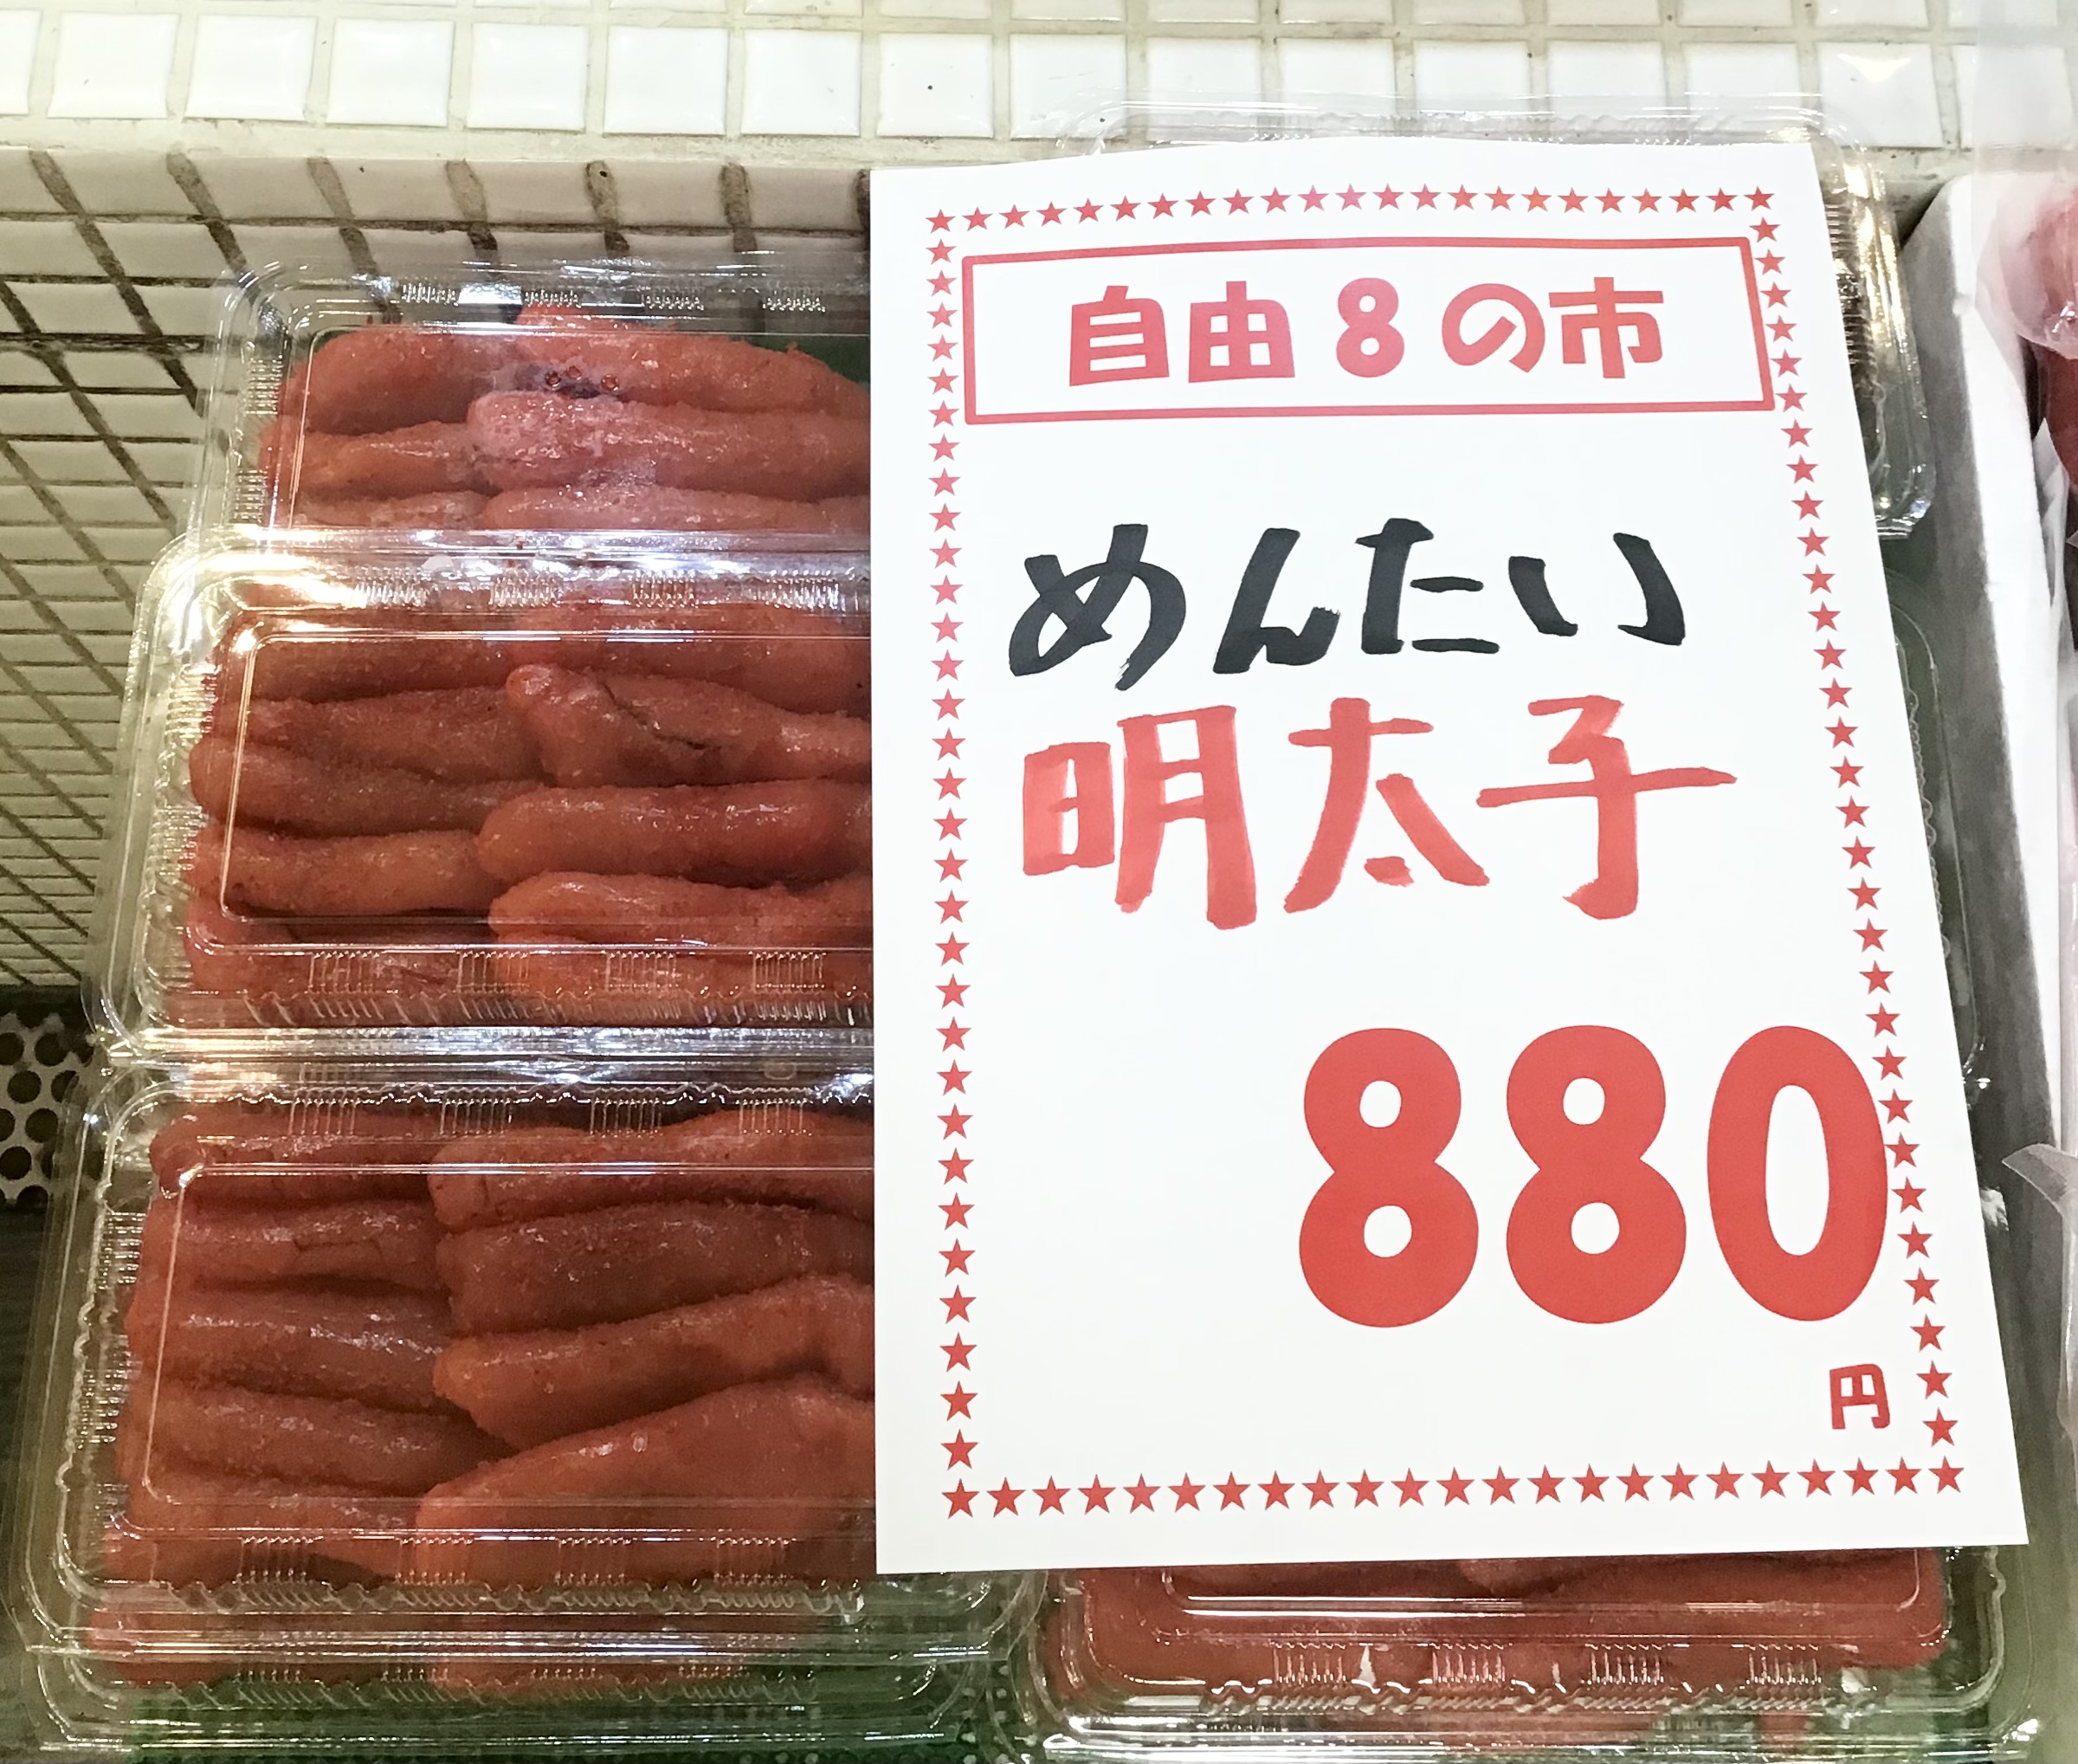 自由8の市
めんたい
明太子
880
円